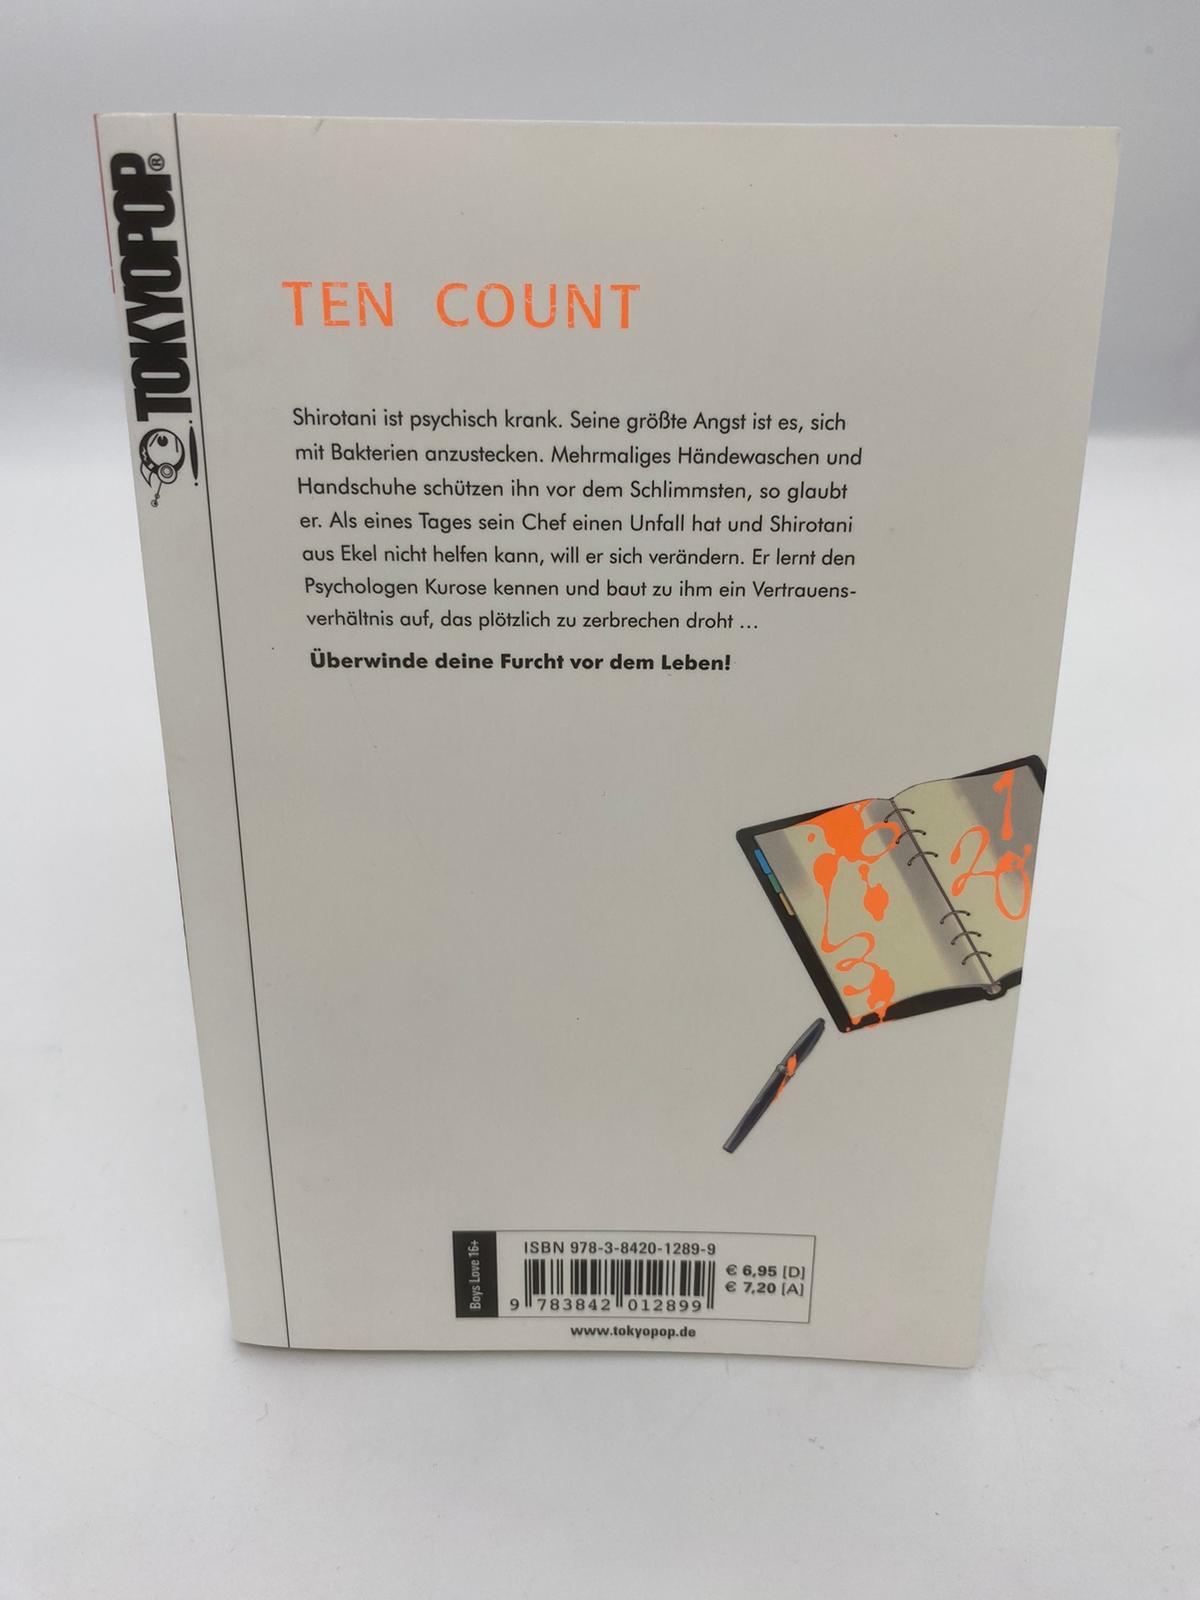 TOKYOPOP®
TEN COUNT
Shirotani ist psychisch krank. Seine größte Angst ist es, sich
mit Bakterien anzustecken. Mehrmaliges Händewaschen und
Handschuhe schützen ihn vor dem Schlimmsten, so glaubt
er. Als eines Tages sein Chef einen Unfall hat und Shirotani
aus Ekel nicht helfen kann, will er sich verändern. Er lernt den
Psychologen Kurose kennen und baut zu ihm ein Vertrauens-
verhältnis auf, das plötzlich zu zerbrechen droht ...
Überwinde deine Furcht vor dem Leben!
1
2
3
Boys Love 16+
ISBN 978-3-8420-1289-9
€ 6,95 [D]
€ 7,20 [A]
9 783842 012899
www.tokyopop.de